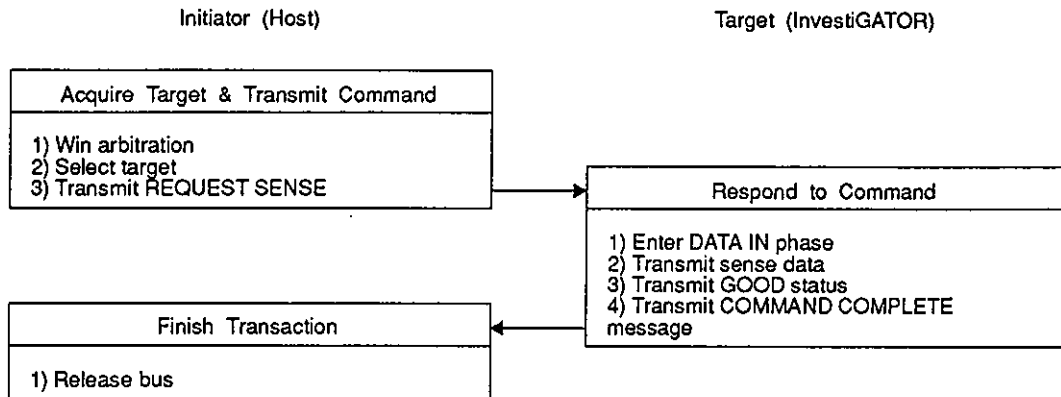 Initiator (Host)
Target (InvestiGATOR)
Acquire Target & Transmit Command
1) Win arbitration
2) Select target
3) Transmit REQUEST SENSE
Respond to Command
1) Enter DATA IN phase
2) Transmit sense data
3) Transmit GOOD status
4) Transmit COMMAND COMPLETE
message
Finish Transaction
1) Release bus